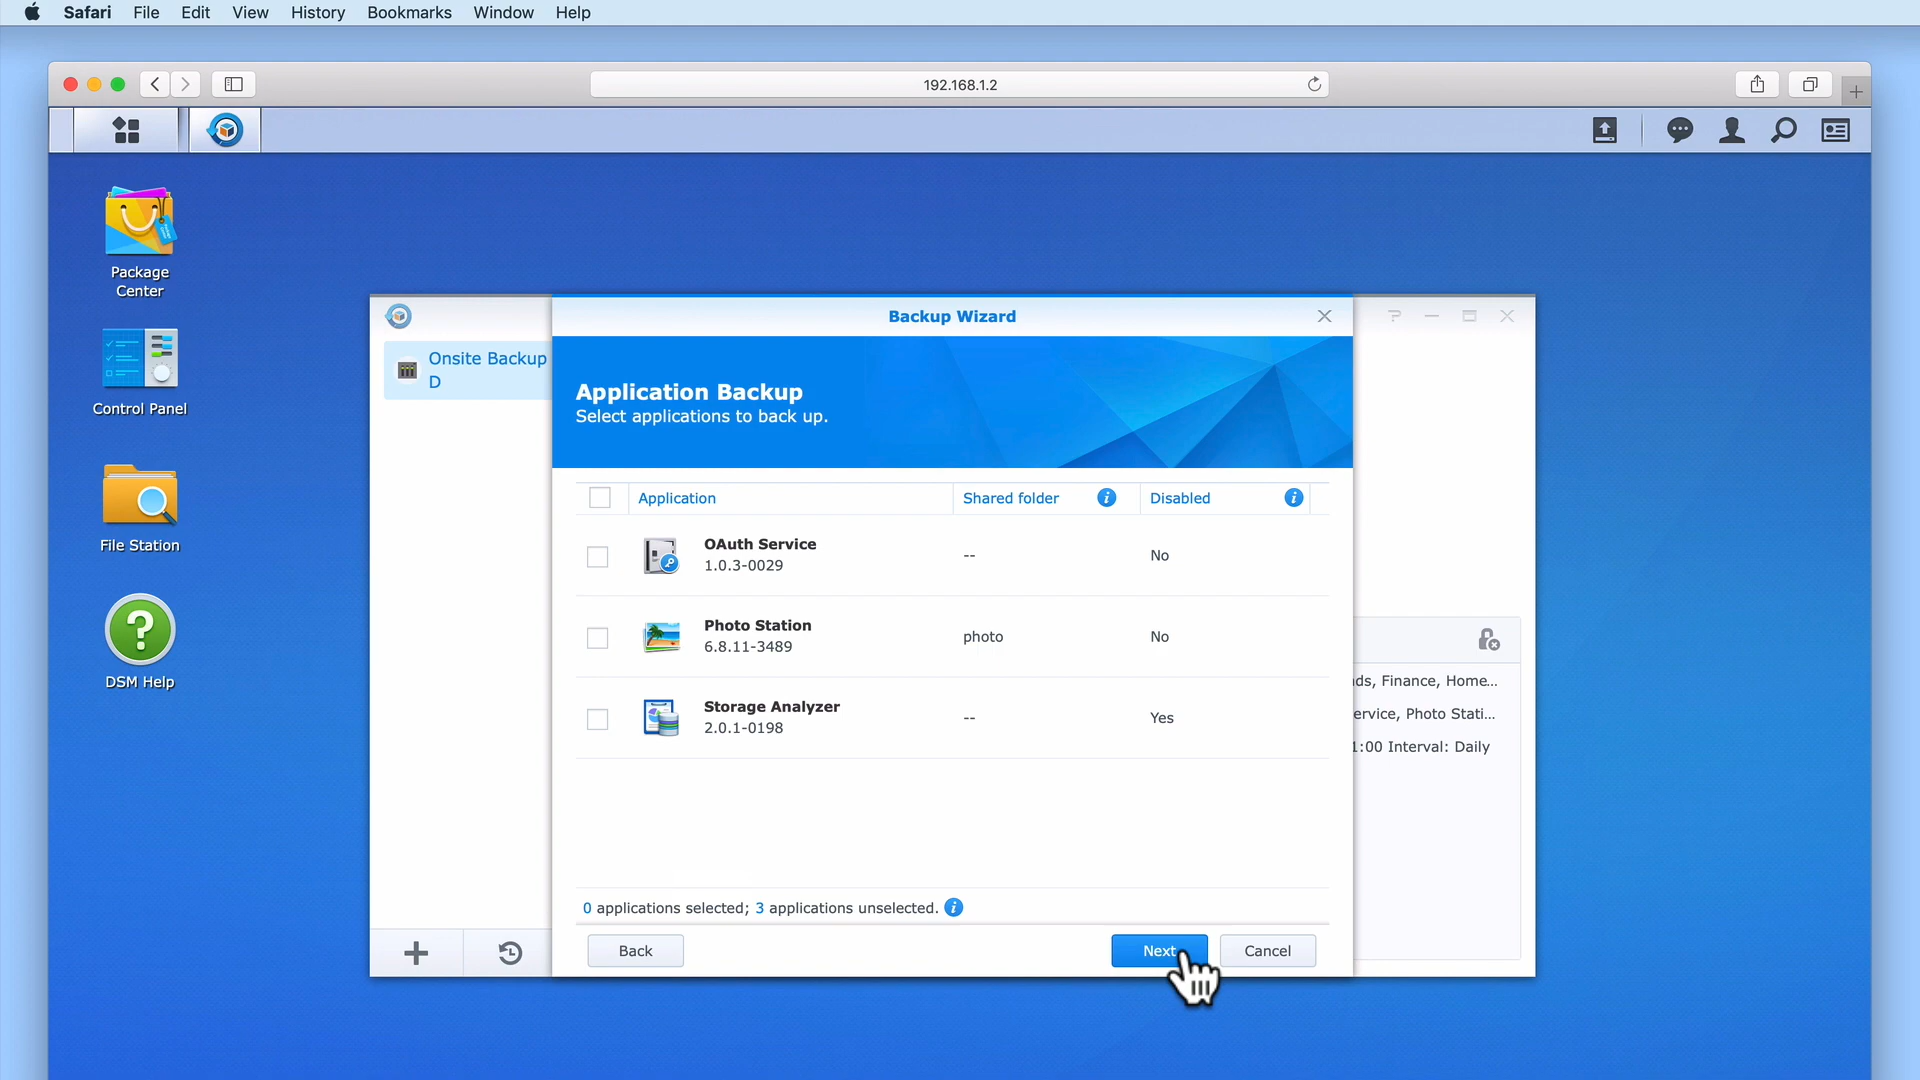 Safari File Edit View History Bookmarks Window Help
192.168.1.2
Package
Center
Control Panel
File Station
DSM Help
Onsite Backup
D
Backup Wizard
Application Backup
Select applications to back up.
Application Shared folder Disabled
OAuth Service
1.0.3-0029
-- No
Photo Station
6.8.11-3489
photo No
Storage Analyzer
2.0.1-0198
-- Yes
0 applications selected; 3 applications unselected.
Back Next Cancel
ds, Finance, Home...
ervice, Photo Stati...
1:00 Interval: Daily